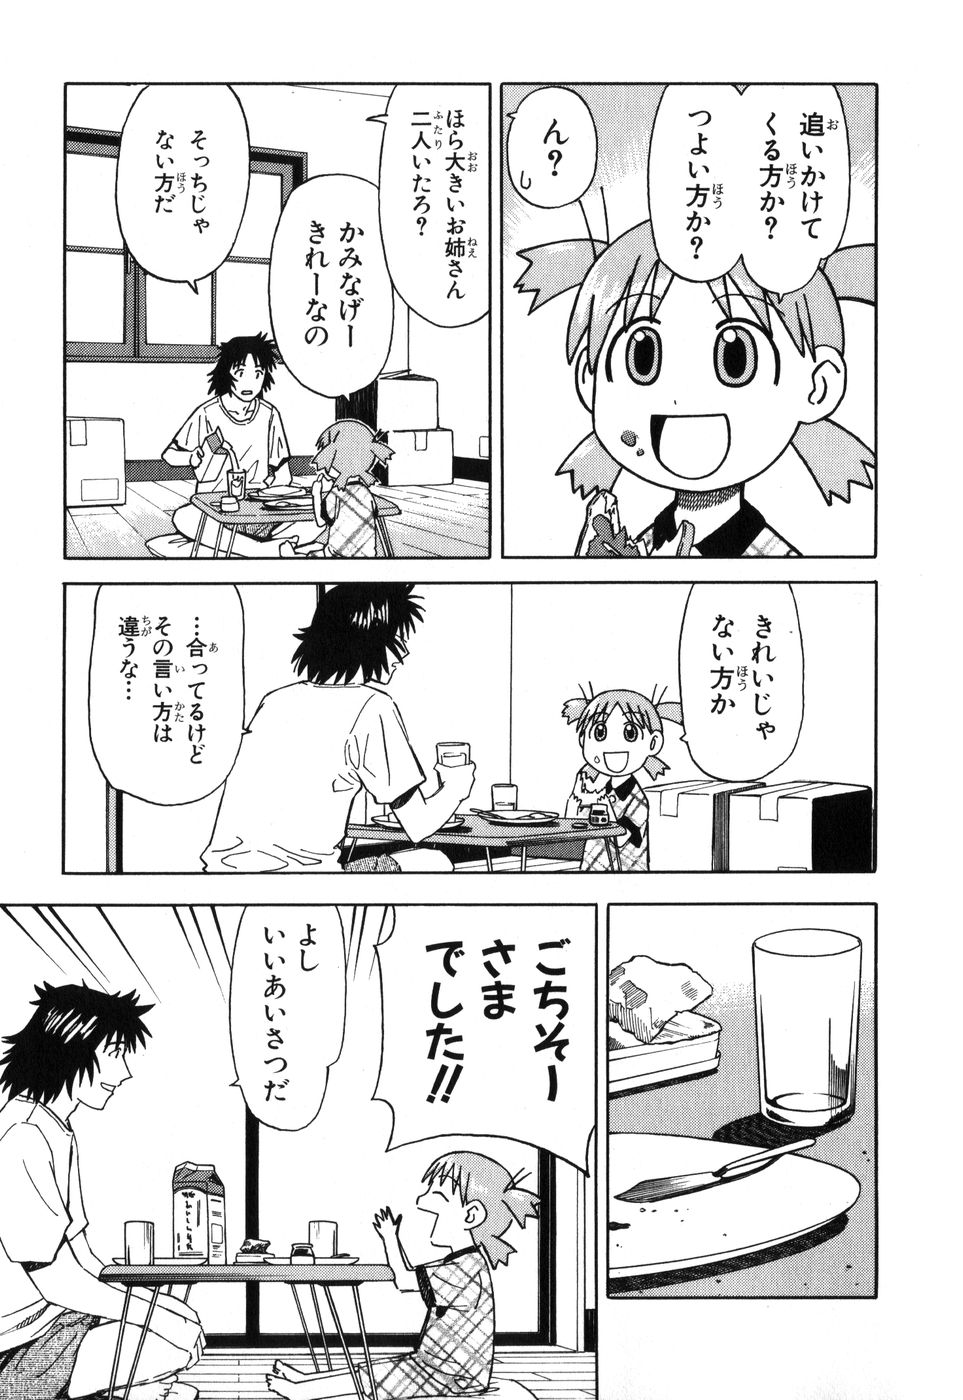 追いかけて
くる方か？
つよい方か？
ん？
ほら大きいお姉さん
二人いたろ？
かみなげー
きれーなの
そっちじゃ
ない方だ
きれいじゃ
ない方か
…合ってるけど
その言い方は
違うな…
ごちそー
さま
でした!!
よし
いいあいさつだ